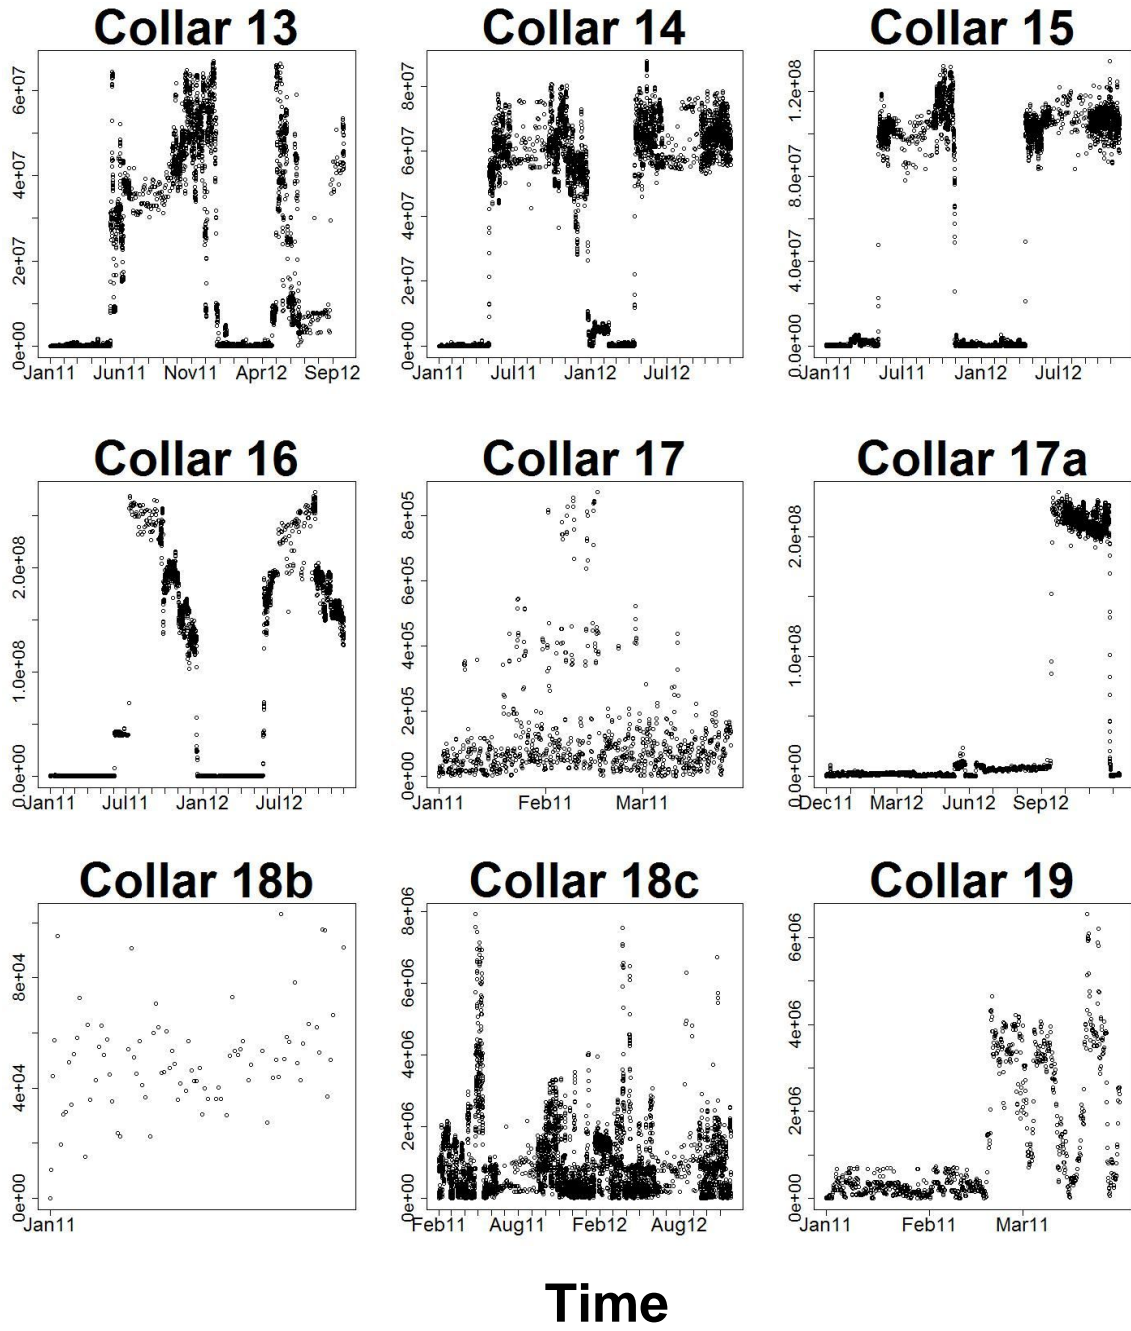 Collar 13
Collar 14
Collar 15
0.0e+00 2e+07 4e+07 6e+07
Jan11 Jun11 Nov11 Apr12 Sep12
0e+00 2e+07 4e+07 6e+07 8e+07
Jan11 Jul11 Jan12 Jul12
0.0e+00 4.0e+07 8.0e+07 1.2e+08
Jan11 Jul11 Jan12 Jul12
Collar 16
Collar 17
Collar 17a
0.0e+00 1.0e+08 2.0e+08
Jan11 Jul11 Jan12 Jul12
0e+00 2e+05 4e+05 6e+05 8e+05
Jan11 Feb11 Mar11
0.0e+00 1.0e+08 2.0e+08
Dec11 Mar12 Jun12 Sep12
Collar 18b
Collar 18c
Collar 19
0e+00 4e+04 8e+04
Jan11
0e+00 2e+06 4e+06 6e+06 8e+06
Feb11 Aug11 Feb12 Aug12
0e+00 2e+06 4e+06 6e+06
Jan11 Feb11 Mar11
Time